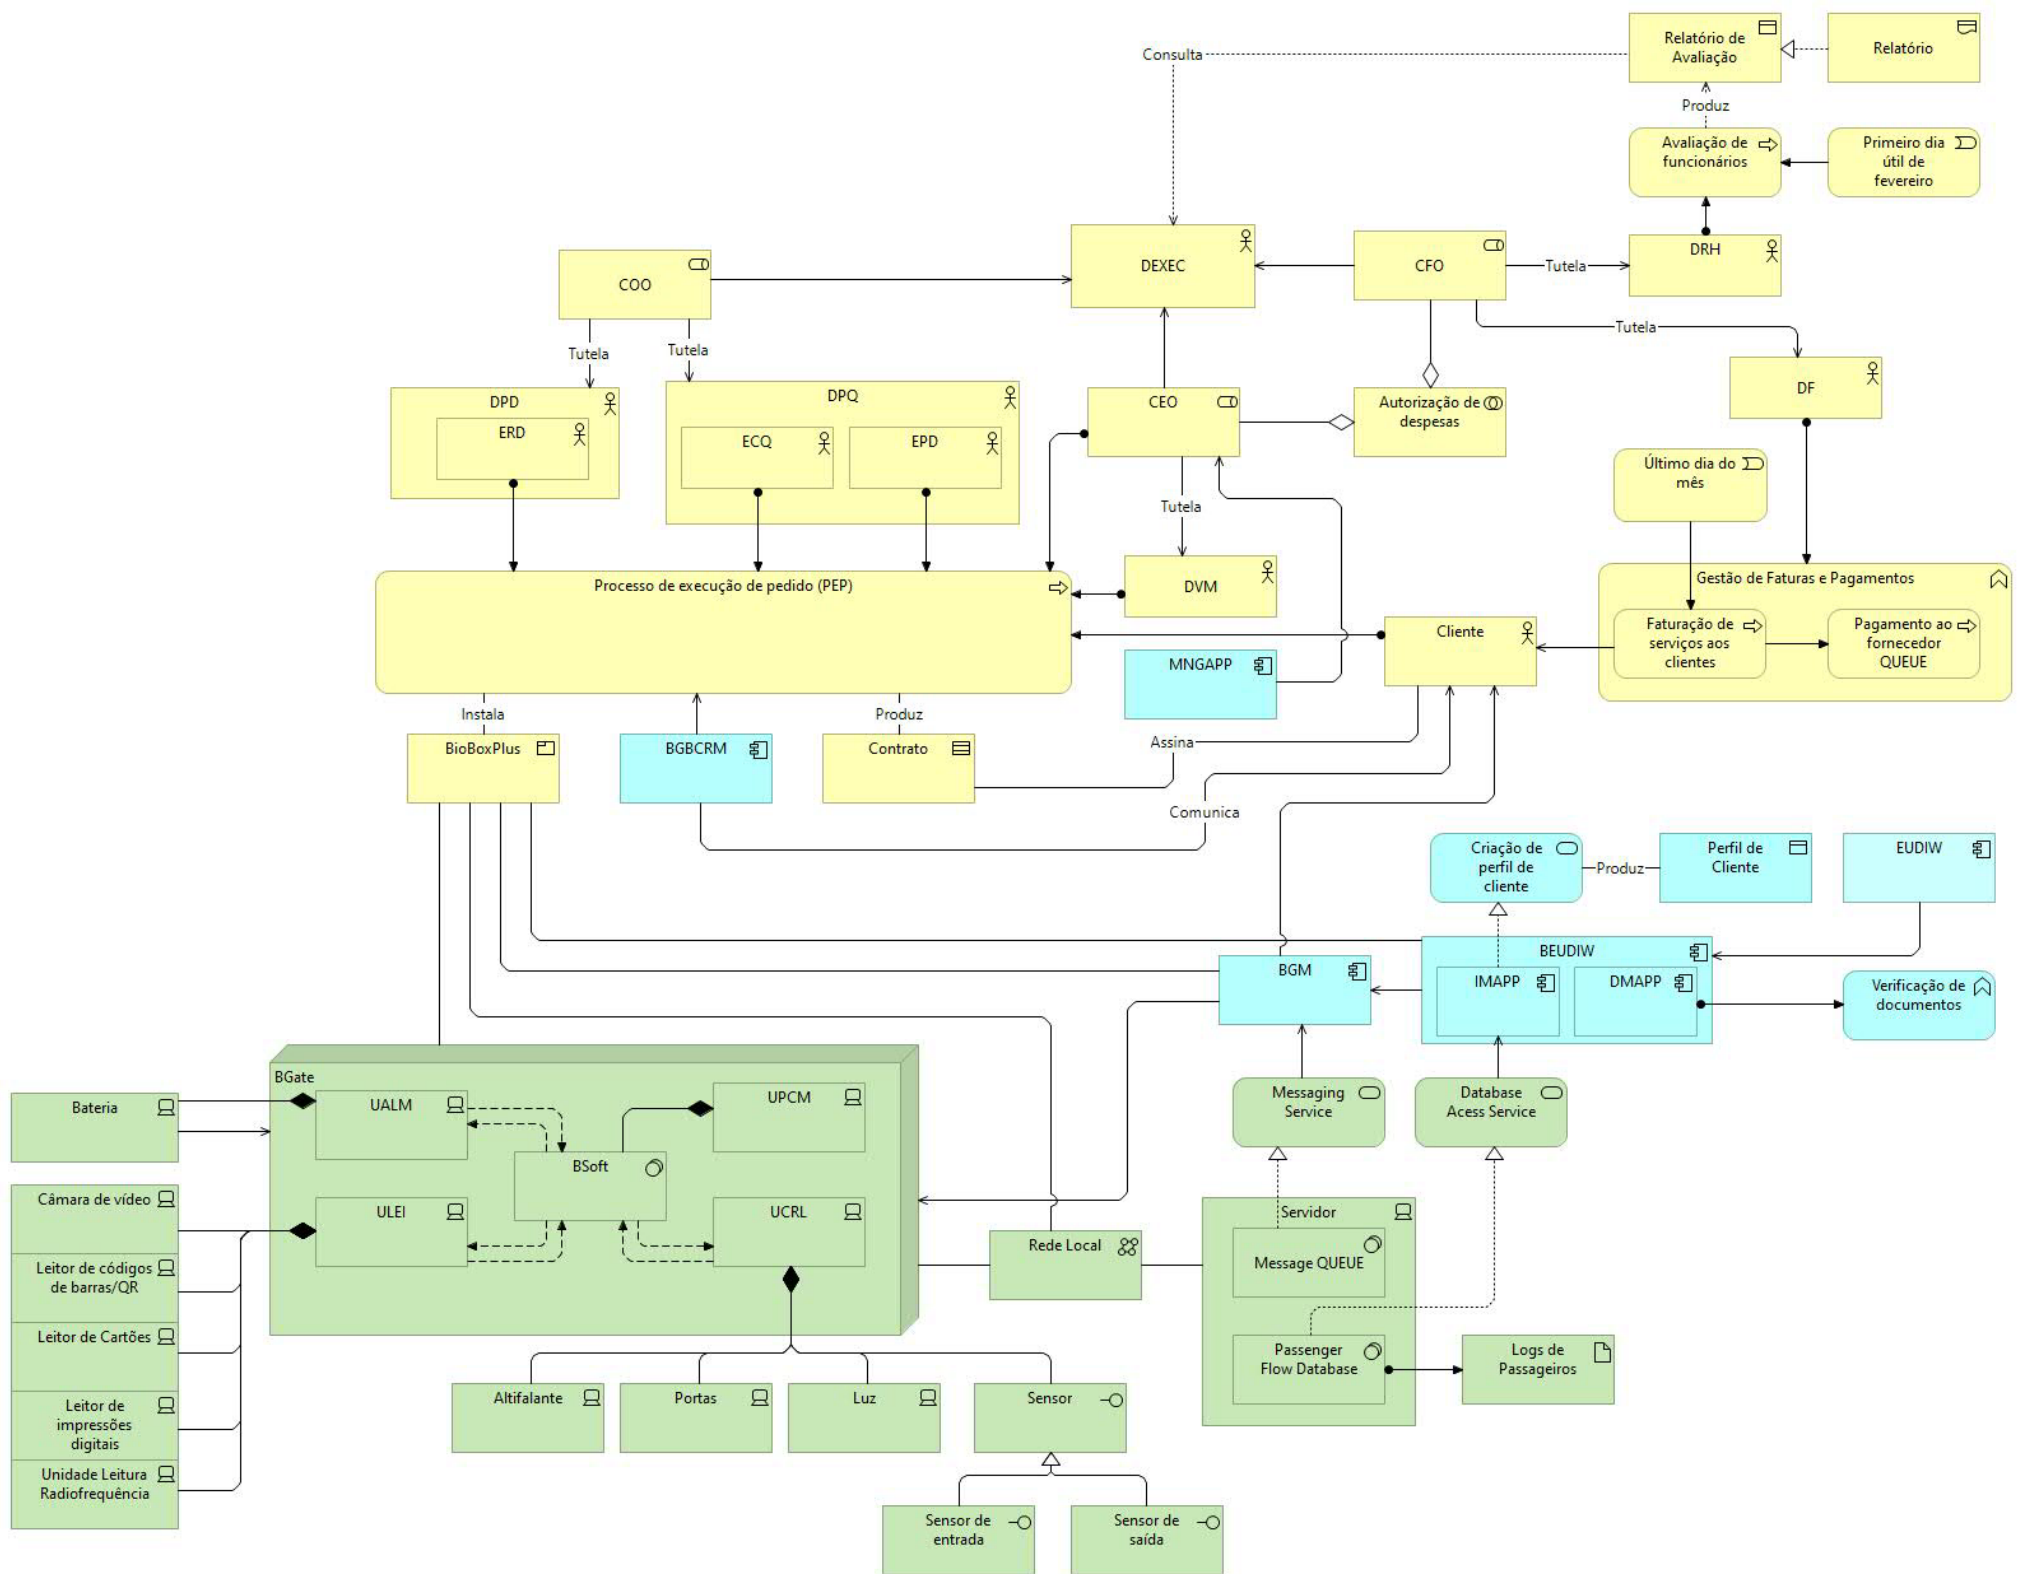 Relatório de
Avaliação
Relatório
Consulta
Produz
Avaliação de
funcionários
Primeiro dia
útil de
fevereiro
COO
DEXEC
CFO
Tutela
DRH
Tutela
Tutela
Tutela
DF
DPD
ERD
DPQ
ECQ
EPD
CEO
Autorização de
despesas
Tutela
Último dia do
mês
Processo de execução de pedido (PEP)
DVM
Gestão de Faturas e Pagamentos
Faturação de
serviços aos
clientes
Pagamento ao
fornecedor
QUEUE
Cliente
MNGAPP
Instala
Produz
BioBoxPlus
BGBCRM
Contrato
Assina
Comunica
Criação de
perfil de
cliente
Produz
Perfil de
Cliente
EUDIW
BEUDIW
IMAPP
DMAPP
BGM
Verificação de
documentos
BGate
Bateria
UALM
UPCM
BSoft
ULEI
UCRL
Messaging
Service
Database
Acess Service
Câmara de vídeo
Leitor de códigos
de barras/QR
Leitor de Cartões
Leitor de
impressões
digitais
Unidade Leitura
Radiofrequência
Rede Local
Servidor
Message QUEUE
Passenger
Flow Database
Logs de
Passageiros
Altifalante
Portas
Luz
Sensor
Sensor de
entrada
Sensor de
saída